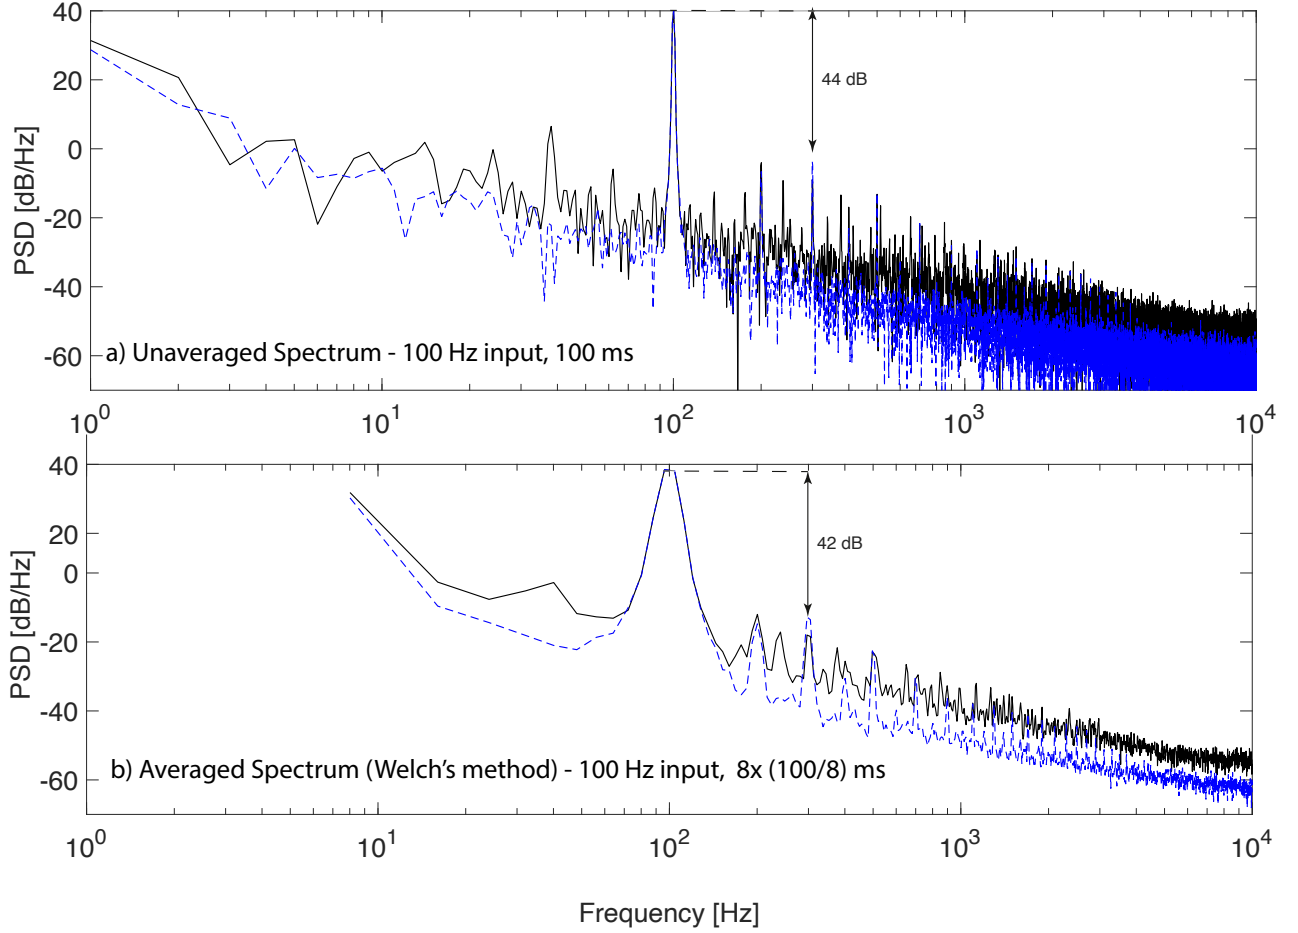 40
20
0
-20
-40
-60
PSD [dB/Hz]
44 dB
a) Unaveraged Spectrum - 100 Hz input, 100 ms
10^0 10^1 10^2 10^3 10^4
40
20
0
-20
-40
-60
PSD [dB/Hz]
42 dB
b) Averaged Spectrum (Welch's method) - 100 Hz input, 8x (100/8) ms
10^0 10^1 10^2 10^3 10^4
Frequency [Hz]